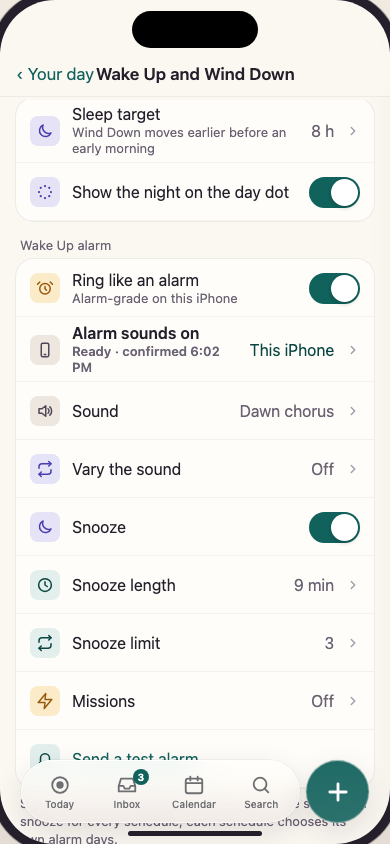 ‹ Your day Wake Up and Wind Down
Sleep target
Wind Down moves earlier before an
early morning
8 h
Show the night on the day dot
Wake Up alarm
Ring like an alarm
Alarm-grade on this iPhone
Alarm sounds on
Ready · confirmed 6:02
PM
This iPhone
Sound
Dawn chorus
Vary the sound
Off
Snooze
Snooze length
9 min
Snooze limit
3
Missions
Off
Send a test alarm
3
Today
Inbox
Calendar
Search
snooze for every schedule; each schedule chooses its
own alarm days.